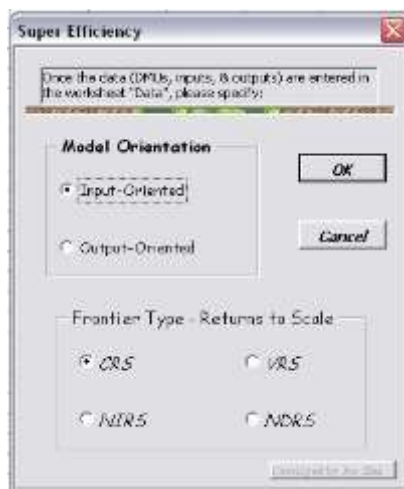 Super Efficiency
Once the data (DMUs, inputs, & outputs) are entered in
the worksheet "Data", please specify:
Model Orientation
Input-Oriented
OK
Output-Oriented
Cancel
Frontier Type - Returns to Scale
CRS
VRS
NIRS
NDRS